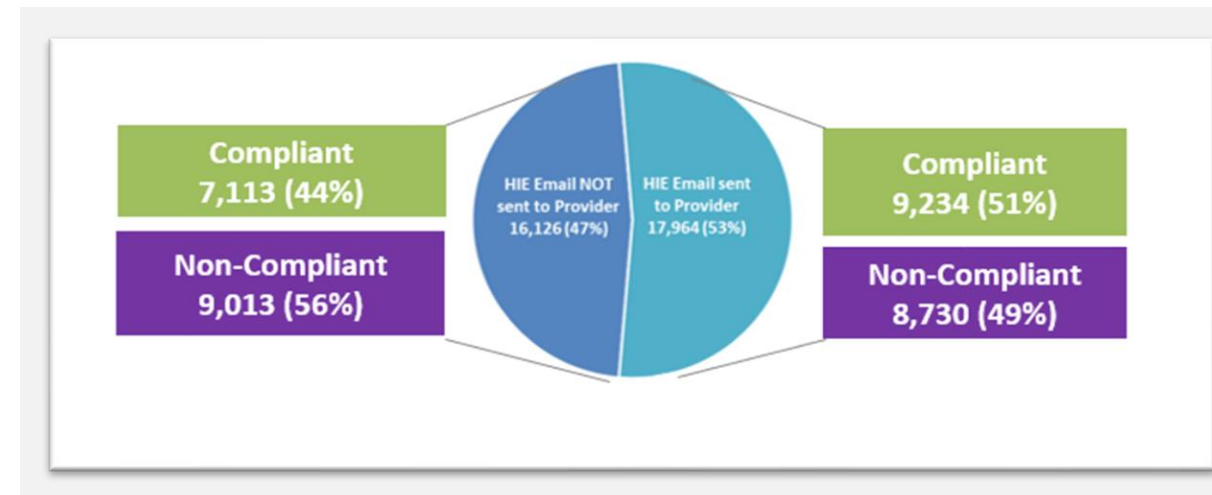 Compliant
7,113 (44%)
Non-Compliant
9,013 (56%)
HIE Email NOT
sent to Provider
16,126 (47%)
HIE Email sent
to Provider
17,964 (53%)
Compliant
9,234 (51%)
Non-Compliant
8,730 (49%)